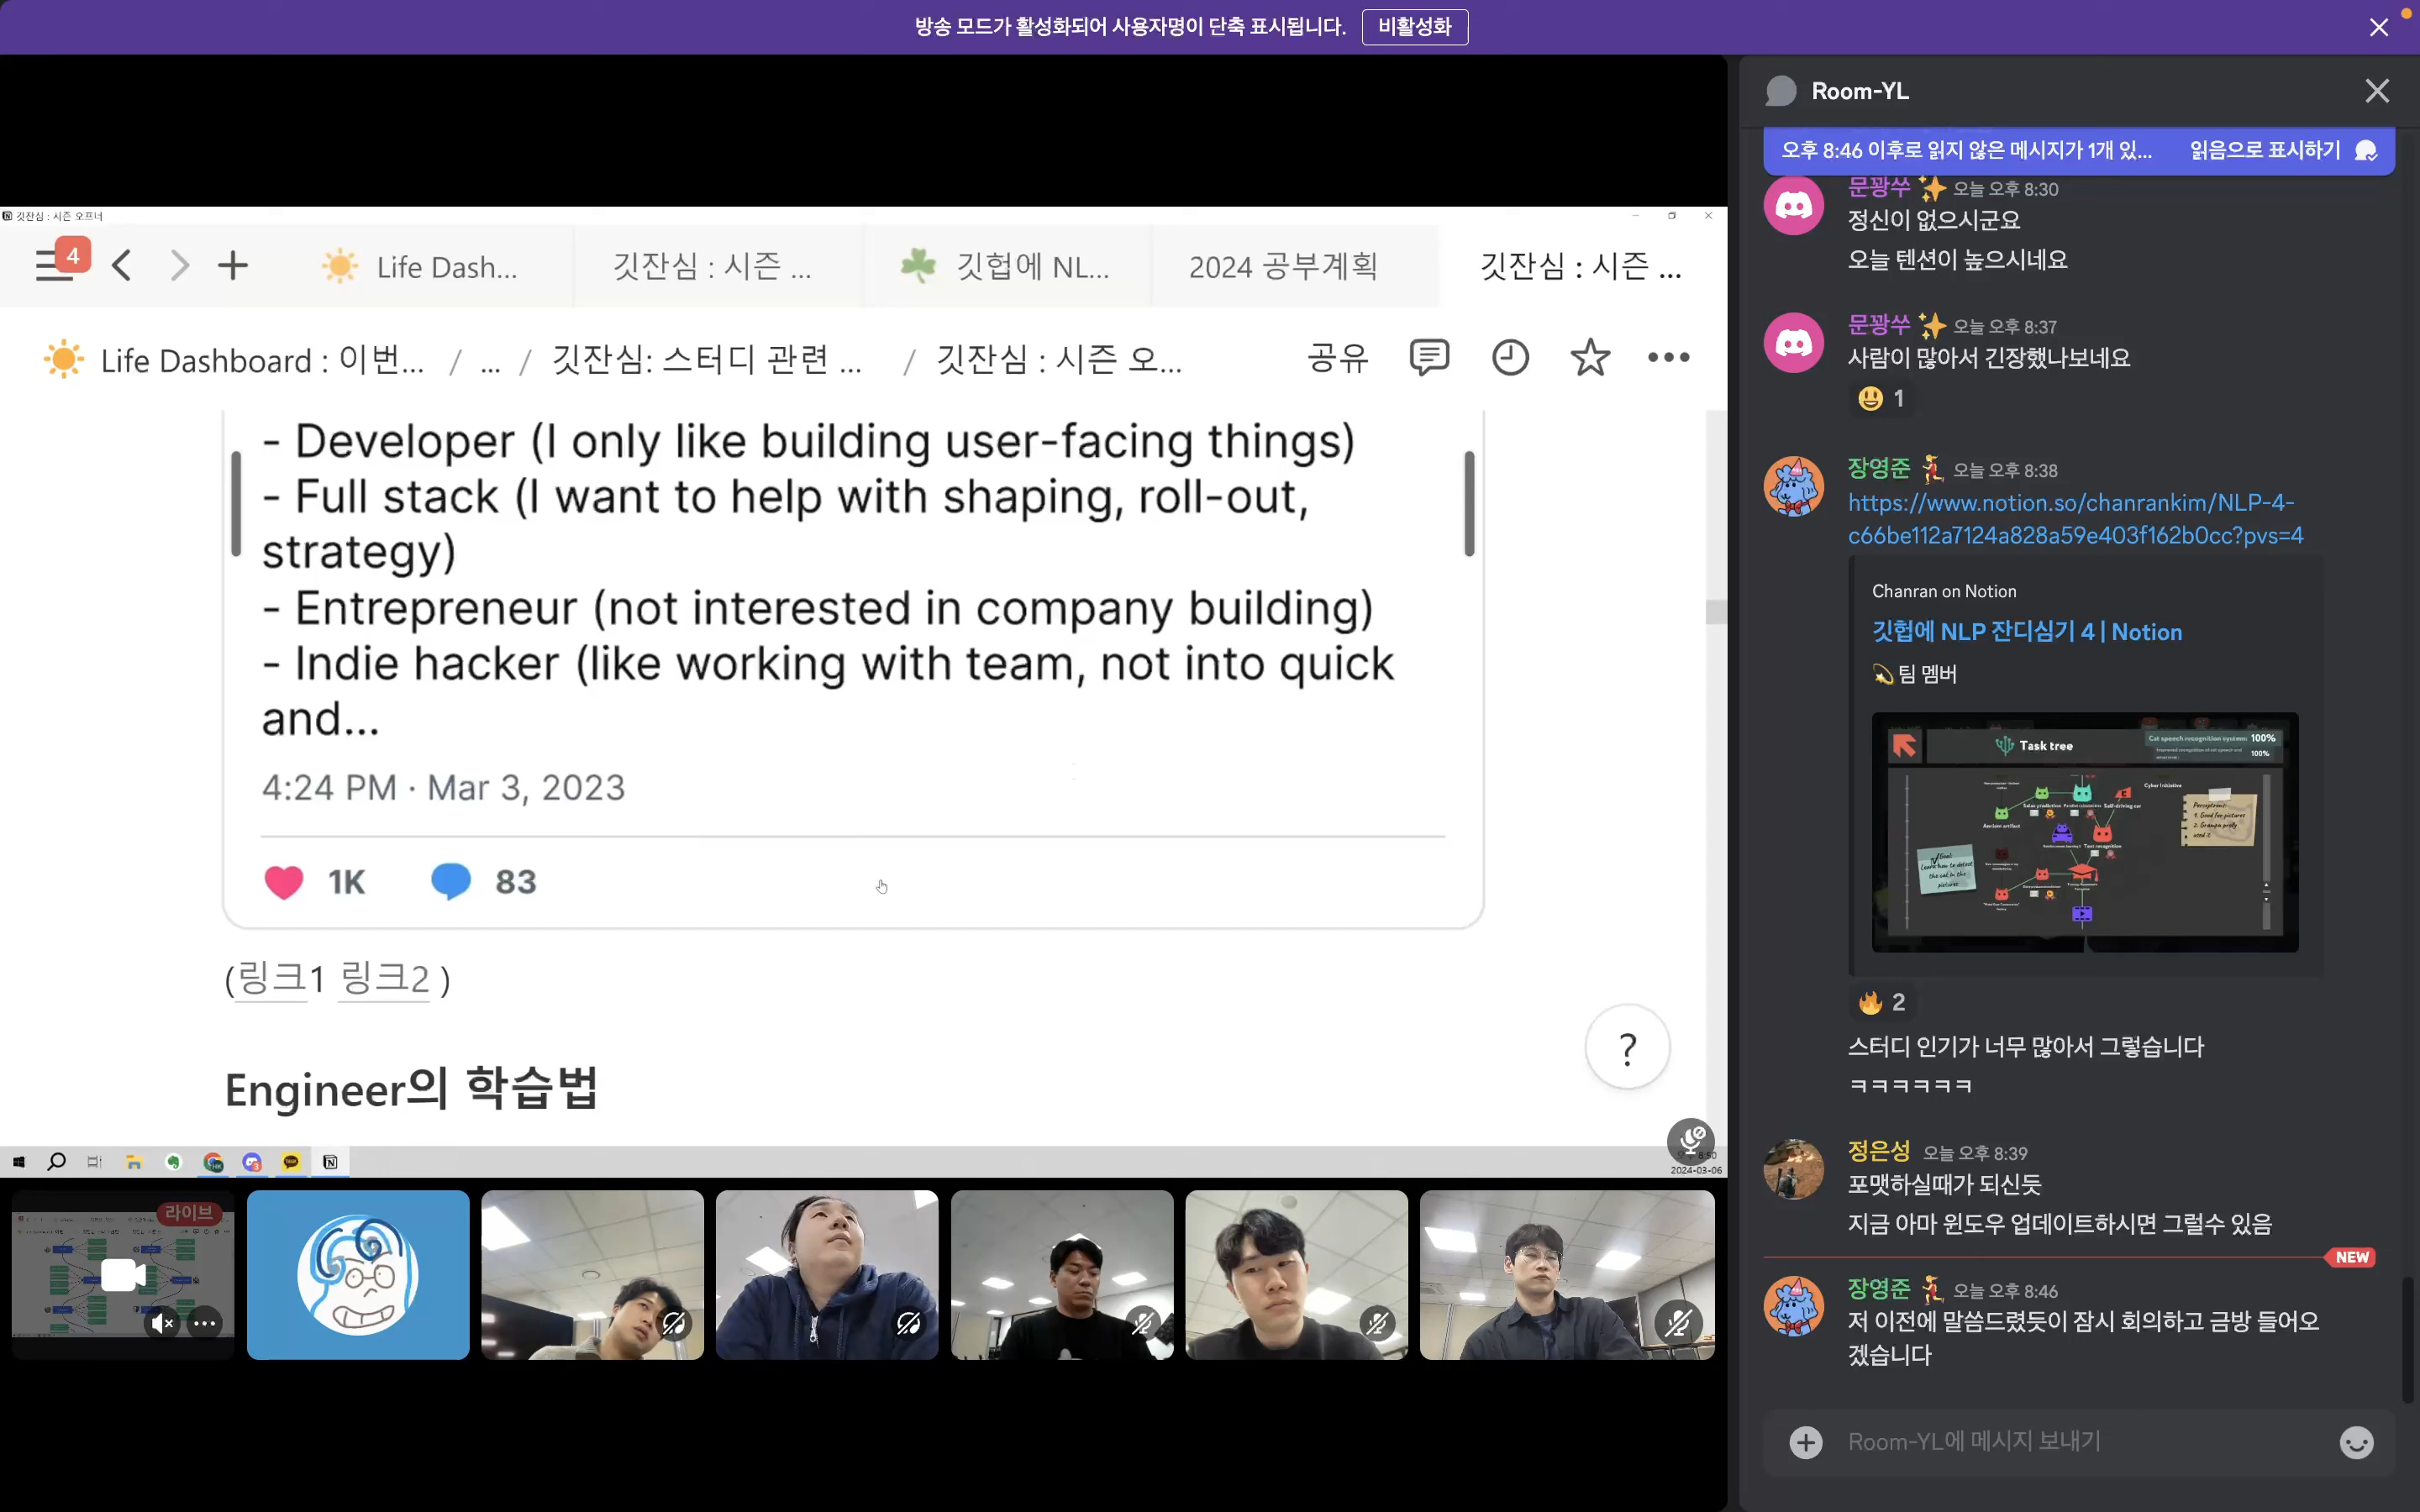 방송 모드가 활성화되어 사용자명이 단축 표시됩니다. 비활성화
깃잔심 : 시즌 오프너
4
Life Dash...
깃잔심 : 시즌 ...
깃헙에 NL...
2024 공부계획
깃잔심 : 시즌 ...
Life Dashboard : 이번... / ... / 깃잔심: 스터디 관련 ... / 깃잔심 : 시즌 오...
공유
- Developer (I only like building user-facing things)
- Full stack (I want to help with shaping, roll-out,
strategy)
- Entrepreneur (not interested in company building)
- Indie hacker (like working with team, not into quick
and...
4:24 PM · Mar 3, 2023
1K 83
(링크1 링크2 )
?
Engineer의 학습법
2024-03-06
라이브
Room-YL
오후 8:46 이후로 읽지 않은 메시지가 1개 있... 읽음으로 표시하기
문꽝쑤 오늘 오후 8:30
정신이 없으시군요
오늘 텐션이 높으시네요
문꽝쑤 오늘 오후 8:37
사람이 많아서 긴장했나보네요
1
장영준 오늘 오후 8:38
https://www.notion.so/chanrankim/NLP-4-
c66be112a7124a828a59e403f162b0cc?pvs=4
Chanran on Notion
깃헙에 NLP 잔디심기 4 | Notion
팀 멤버
Task tree
Cat speech recognition system 100%
100%
Cyber Initiative
2
스터디 인기가 너무 많아서 그렇습니다
ㅋㅋㅋㅋㅋㅋ
정은성 오늘 오후 8:39
포맷하실때가 되신듯
지금 아마 윈도우 업데이트하시면 그럴수 있음
NEW
장영준 오늘 오후 8:46
저 이전에 말씀드렸듯이 잠시 회의하고 금방 들어오
겠습니다
Room-YL에 메시지 보내기